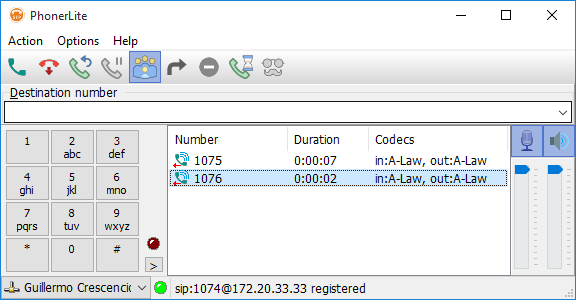 PhonerLite
Action Options Help
Destination number
1 2 abc 3 def
4 ghi 5 jkl 6 mno
7 pqrs 8 tuv 9 wxyz
* 0 #
>
Number Duration Codecs
1075 0:00:07 in:A-Law, out:A-Law
1076 0:00:02 in:A-Law, out:A-Law
Guillermo Crescencio sip:1074@172.20.33.33 registered